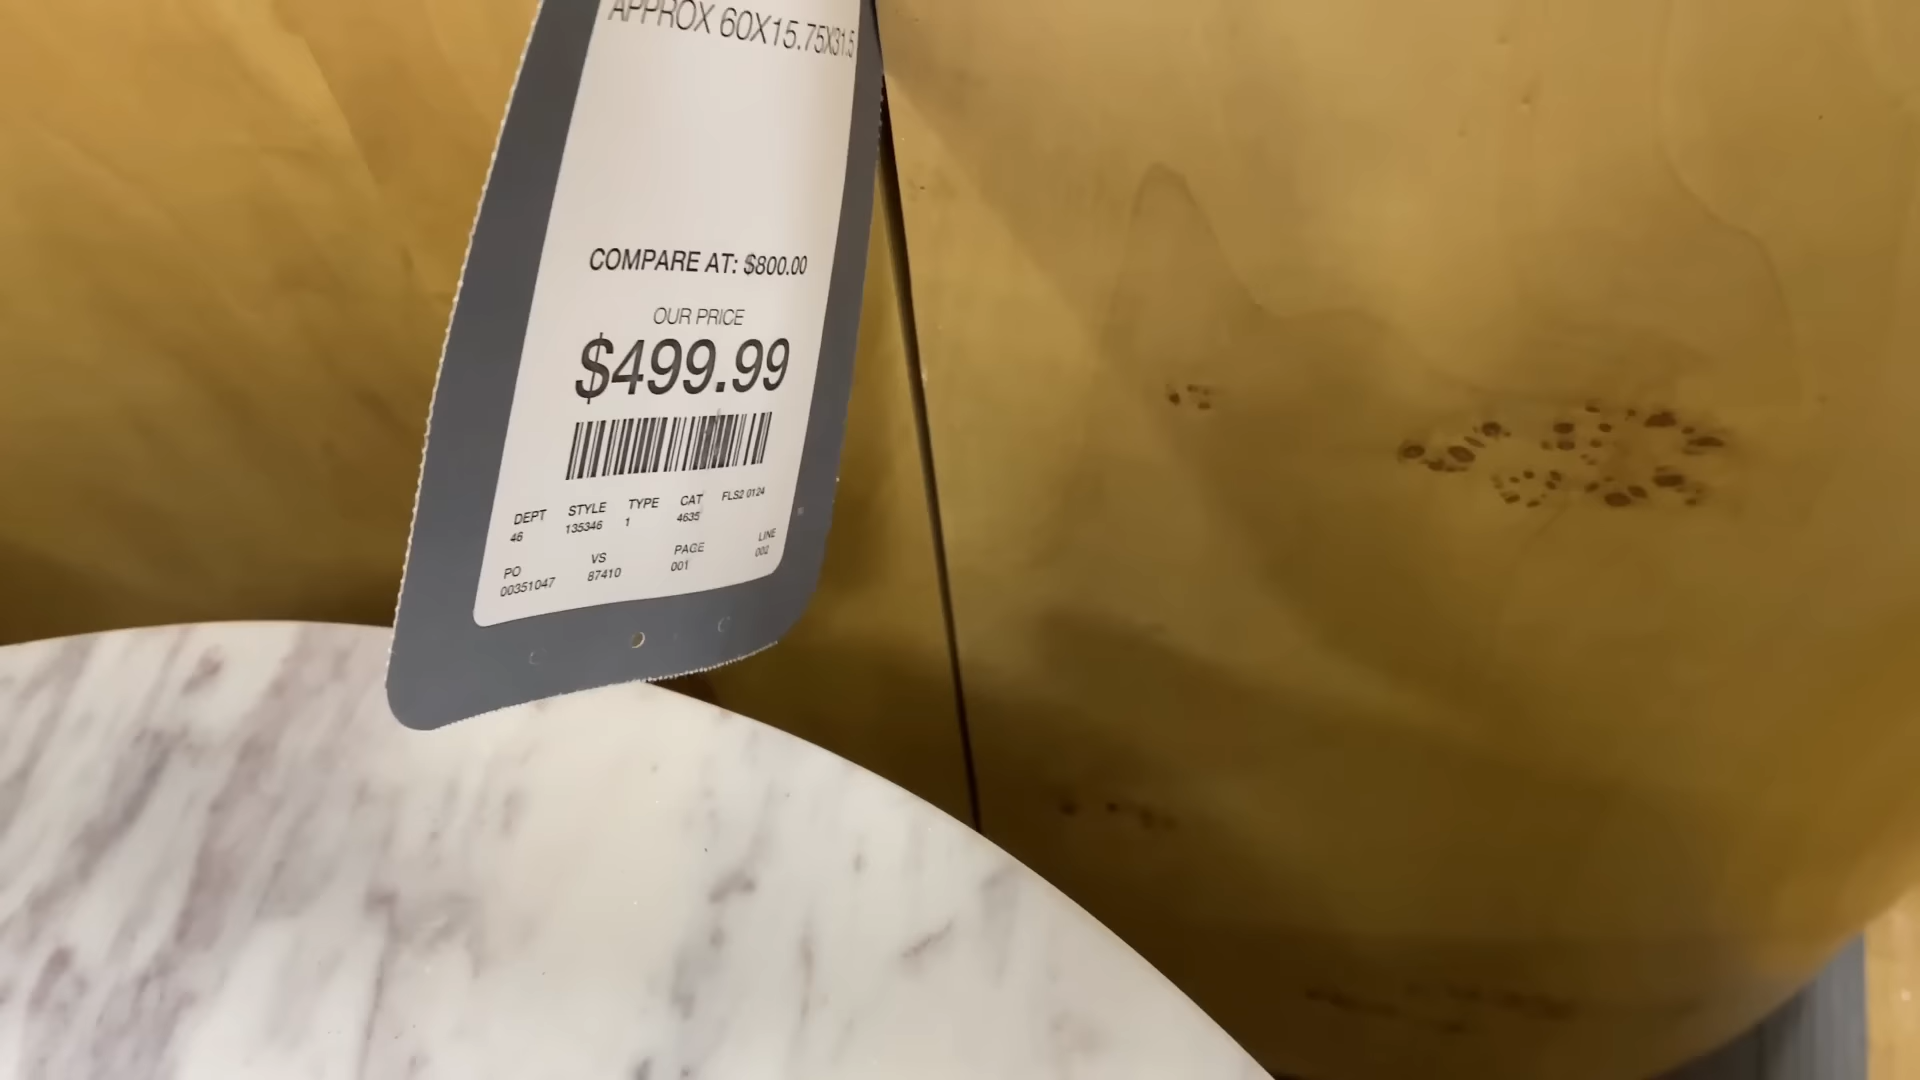 APPROX 60X15.75X31.5
COMPARE AT: $800.00
OUR PRICE
$499.99
DEPT STYLE TYPE CAT FLS2 0124
46 135346 1 4635
PO VS PAGE LINE
00351047 87410 001 002